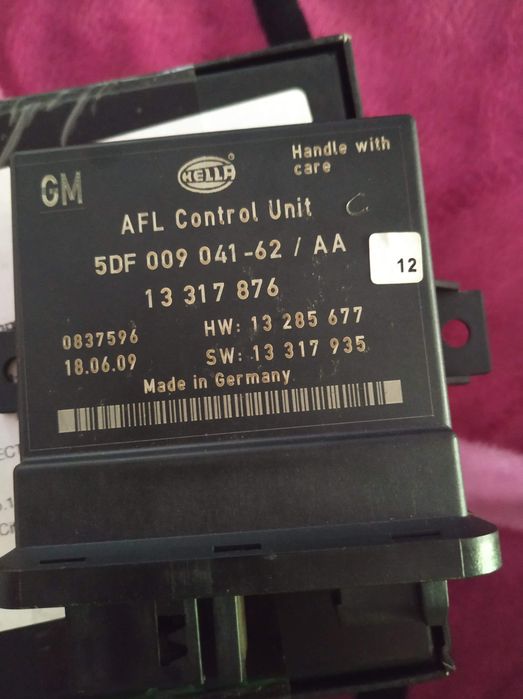 GM
HELLA
®
Handle with
care
AFL Control Unit
5DF 009 041-62 / AA
12
13 317 876
0837596
18.06.09
HW: 13 285 677
SW: 13 317 935
Made in Germany